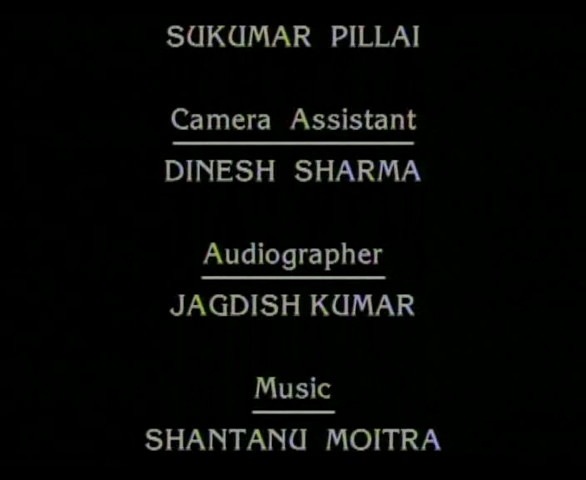 SUKUMAR PILLAI
Camera Assistant
DINESH SHARMA
Audiographer
JAGDISH KUMAR
Music
SHANTANU MOITRA